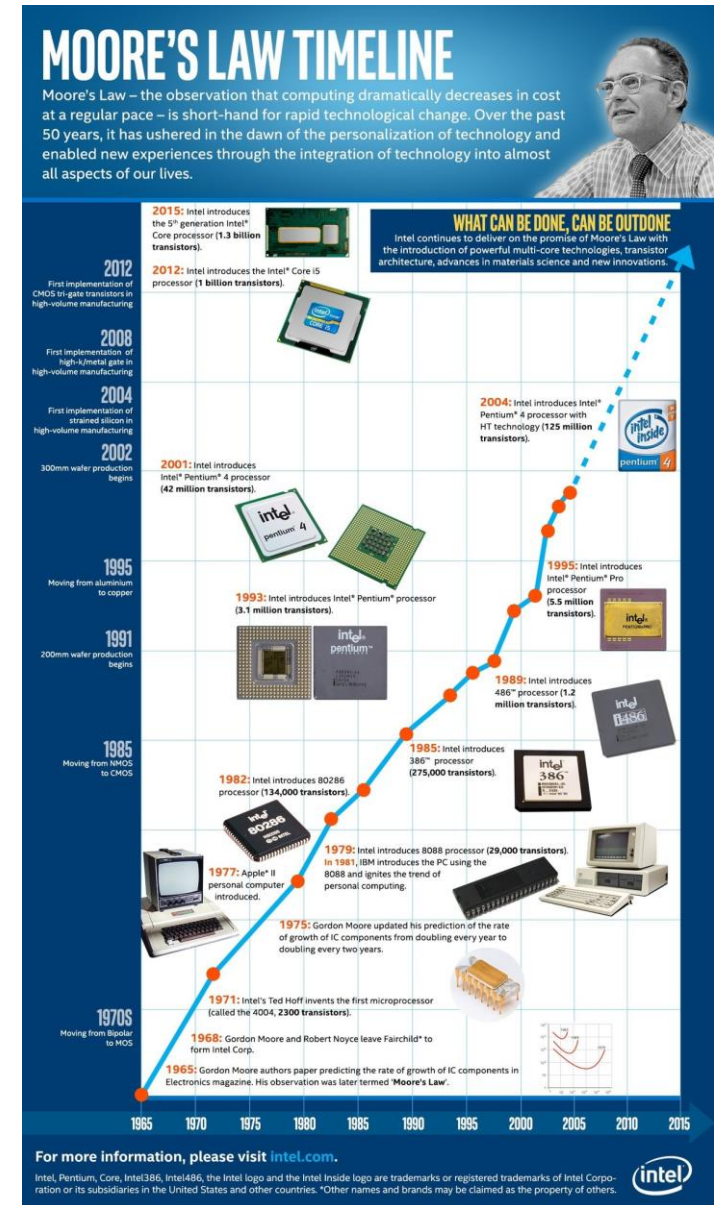 MOORE'S LAW TIMELINE
Moore's Law – the observation that computing dramatically decreases in cost
at a regular pace – is short-hand for rapid technological change. Over the past
50 years, it has ushered in the dawn of the personalization of technology and
enabled new experiences through the integration of technology into almost
all aspects of our lives.
2015: Intel introduces
the 5th generation Intel®
Core processor (1.3 billion
transistors).
WHAT CAN BE DONE, CAN BE OUTDONE
Intel continues to deliver on the promise of Moore's Law with
the introduction of powerful multi-core technologies, transistor
architecture, advances in materials science and new innovations.
2012
First implementation of
CMOS tri-gate transistors in
high-volume manufacturing
2012: Intel introduces the Intel® Core i5
processor (1 billion transistors).
intel
CORE i5
2008
First implementation of
high-k/metal gate in
high-volume manufacturing
2004
First implementation of
strained silicon in
high-volume manufacturing
2004: Intel introduces Intel®
Pentium® 4 processor with
HT technology (125 million
transistors).
intel
inside
pentium 4
2002
300mm wafer production
begins
2001: Intel introduces
Intel® Pentium® 4 processor
(42 million transistors).
intel
pentium 4
1995
Moving from aluminium
to copper
1995: Intel introduces
Intel® Pentium® Pro
processor
(5.5 million
transistors).
intel
1993: Intel introduces Intel® Pentium® processor
(3.1 million transistors).
intel
pentium™
1991
200mm wafer production
begins
1989: Intel introduces
486™ processor (1.2
million transistors).
intel
i486
1985
Moving from NMOS
to CMOS
1985: Intel introduces
386™ processor
(275,000 transistors).
intel
386™
1982: Intel introduces 80286
processor (134,000 transistors).
80286
1979: Intel introduces 8088 processor (29,000 transistors).
In 1981, IBM introduces the PC using the
8088 and ignites the trend of
personal computing.
1977: Apple® II
personal computer
introduced.
1975: Gordon Moore updated his prediction of the rate
of growth of IC components from doubling every year to
doubling every two years.
1971: Intel's Ted Hoff invents the first microprocessor
(called the 4004, 2300 transistors).
1970S
Moving from Bipolar
to MOS
1968: Gordon Moore and Robert Noyce leave Fairchild* to
form Intel Corp.
1965: Gordon Moore authors paper predicting the rate of growth of IC components in
Electronics magazine. His observation was later termed 'Moore's Law'.
1965 1970 1975 1980 1985 1990 1995 2000 2005 2010 2015
For more information, please visit intel.com.
Intel, Pentium, Core, Intel386, Intel486, the Intel logo and the Intel Inside logo are trademarks or registered trademarks of Intel Corpo-
ration or its subsidiaries in the United States and other countries. *Other names and brands may be claimed as the property of others.
intel